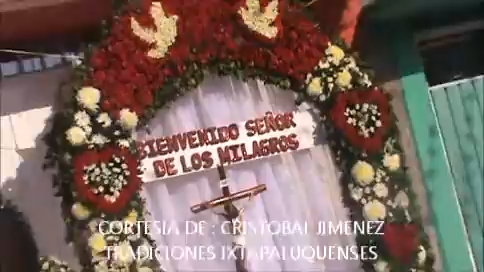 BIENVENIDO SEÑOR
DE LOS MILAGROS
CORTESIA DE : CRISTOBAL JIMENEZ
TRADICIONES IXTAPALUQUENSES